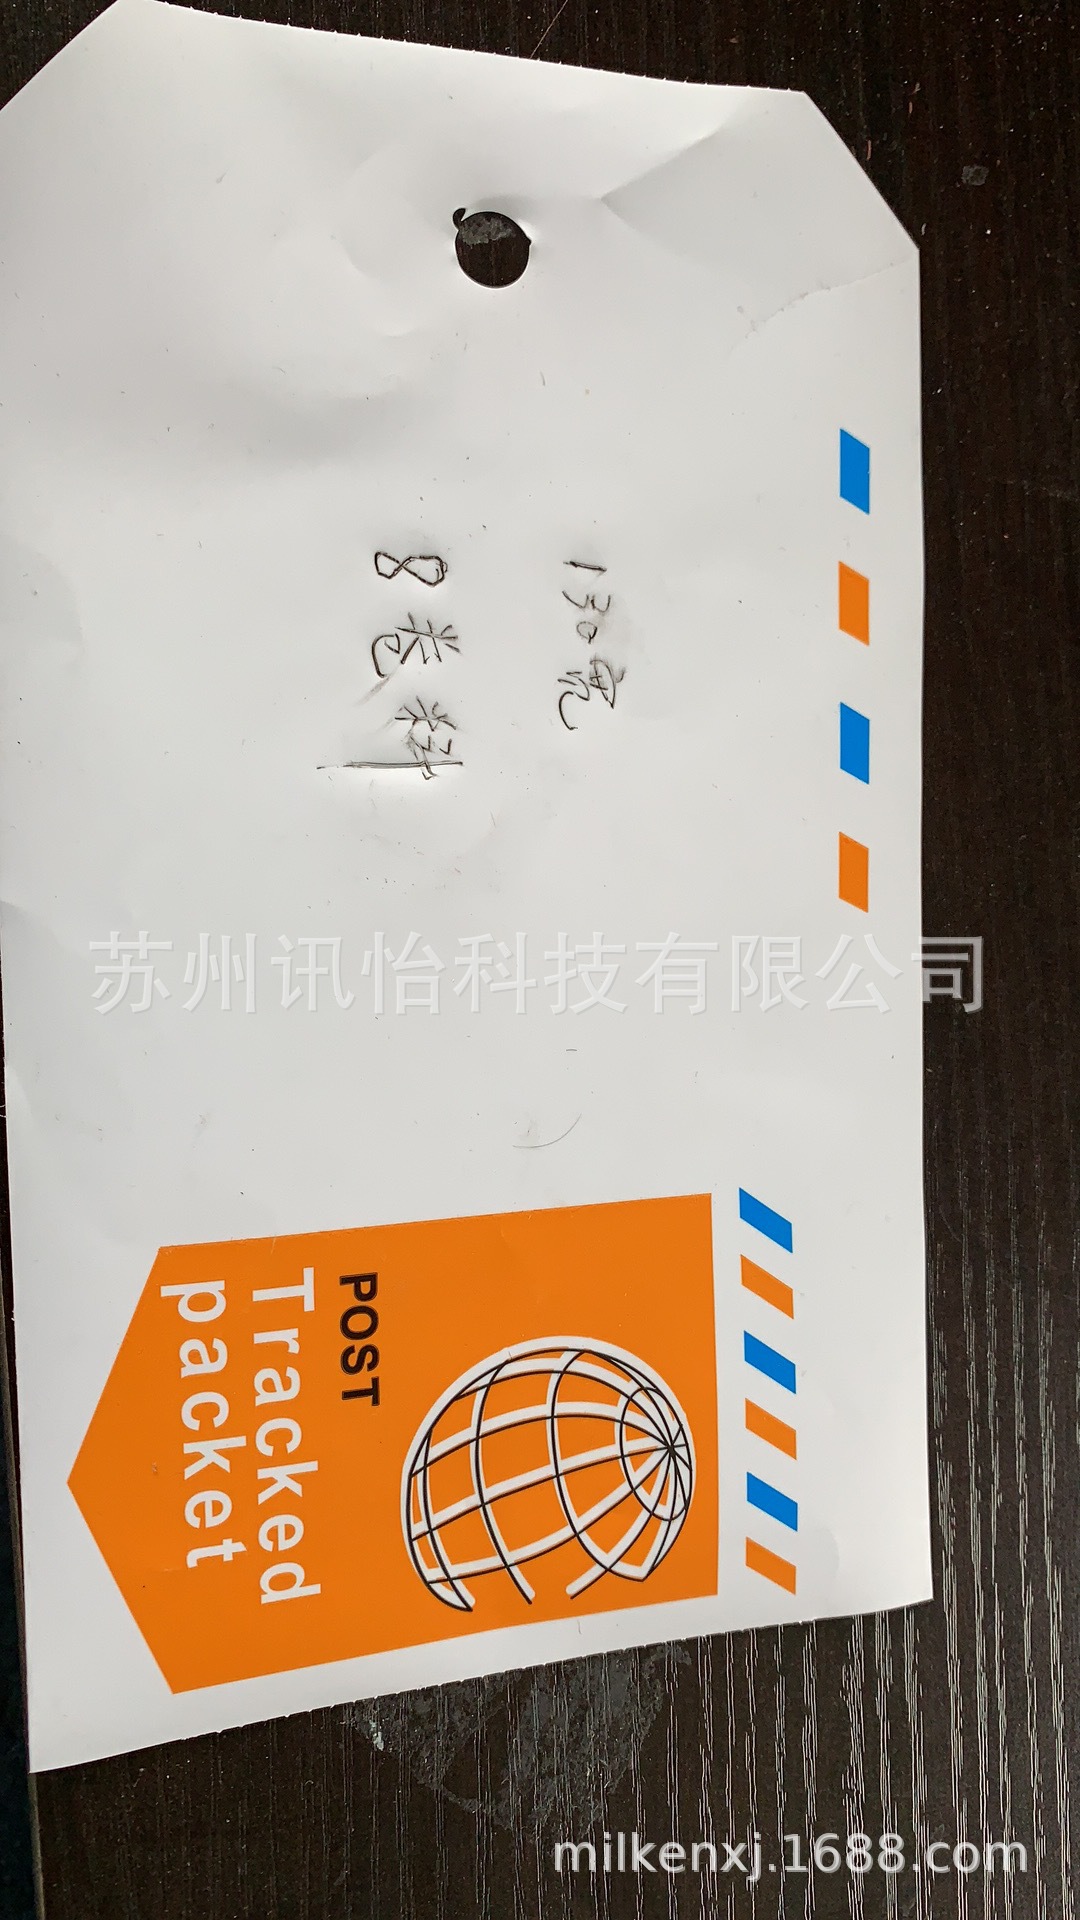 130克
8卷料
苏州讯怡科技有限公司
POST
Tracked
packet
milkenxj.1688.com